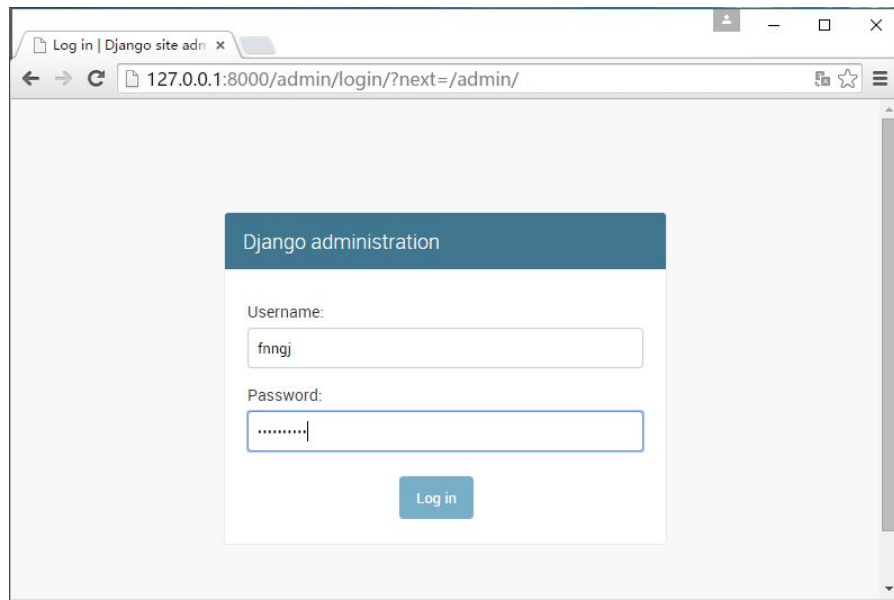 Log in | Django site adm
127.0.0.1:8000/admin/login/?next=/admin/
Django administration
Username:
fnngj
Password:
••••••••••
Log in